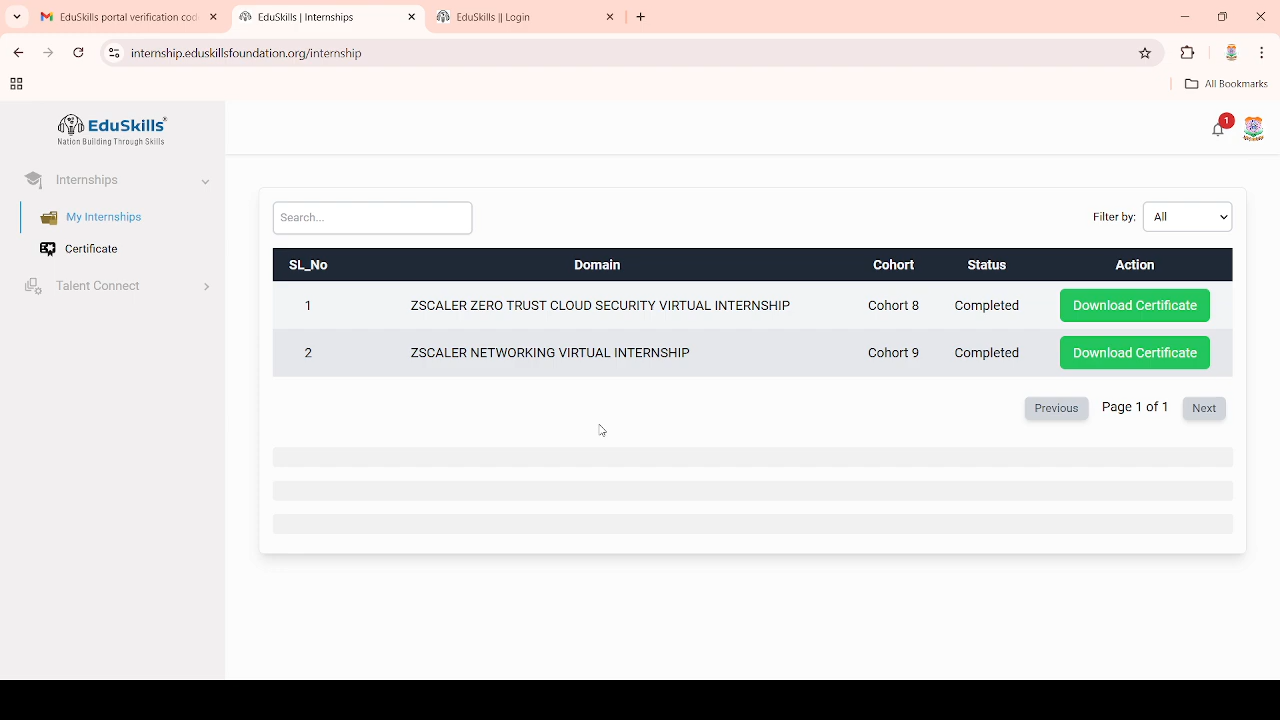 EduSkills portal verification cod
EduSkills | Internships
EduSkills || Login
internship.eduskillsfoundation.org/internship
All Bookmarks
EduSkills
Nation Building Through Skills
1
Internships
My Internships
Certificate
Talent Connect
Search...
Filter by: All
SL_No Domain Cohort Status Action
1 ZSCALER ZERO TRUST CLOUD SECURITY VIRTUAL INTERNSHIP Cohort 8 Completed Download Certificate
2 ZSCALER NETWORKING VIRTUAL INTERNSHIP Cohort 9 Completed Download Certificate
Previous Page 1 of 1 Next